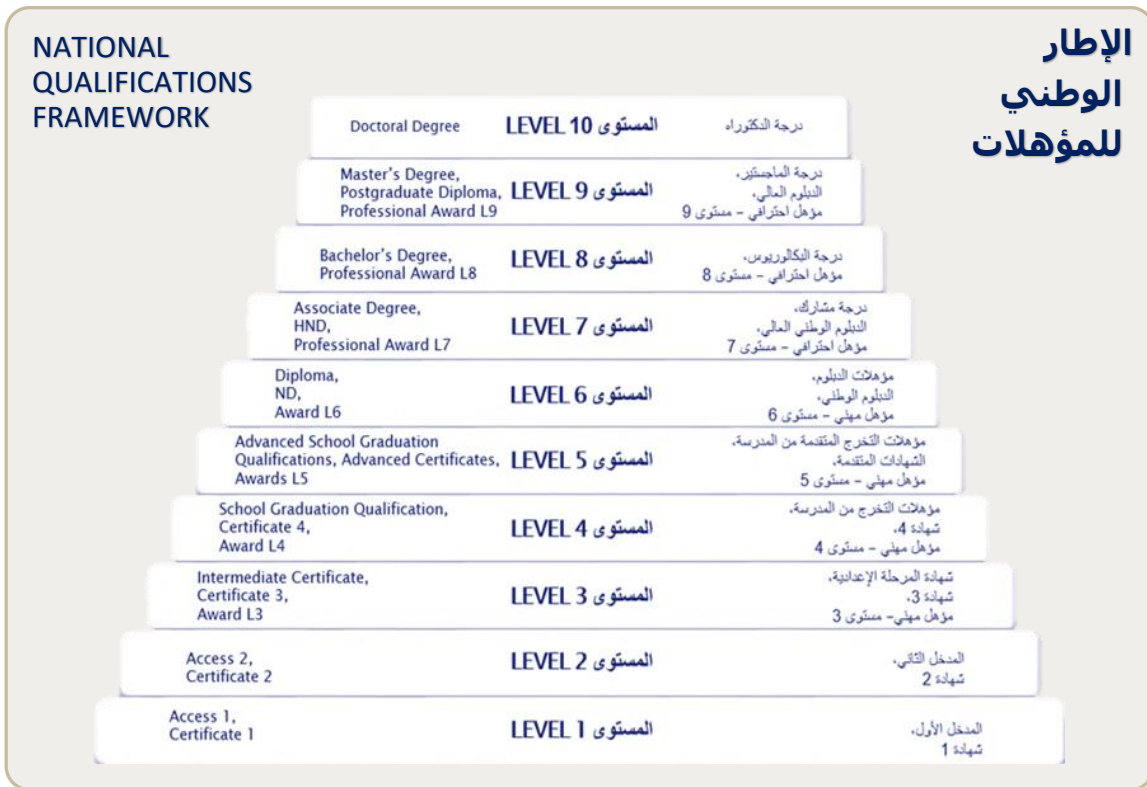 NATIONAL
QUALIFICATIONS
FRAMEWORK
الإطار
الوطني
للمؤهلات
Doctoral Degree LEVEL 10 المستوى درجة الدكتوراه
Master's Degree,
Postgraduate Diploma,
Professional Award L9
LEVEL 9 المستوى
درجة الماجستير،
الدبلوم العالي،
مؤهل احترافي – مستوى 9
Bachelor's Degree,
Professional Award L8
LEVEL 8 المستوى
درجة البكالوريوس،
مؤهل احترافي – مستوى 8
Associate Degree,
HND,
Professional Award L7
LEVEL 7 المستوى
درجة مشارك،
الدبلوم الوطني العالي،
مؤهل احترافي – مستوى 7
Diploma,
ND,
Award L6
LEVEL 6 المستوى
مؤهلات الدبلوم،
الدبلوم الوطني،
مؤهل مهني – مستوى 6
Advanced School Graduation
Qualifications, Advanced Certificates,
Awards L5
LEVEL 5 المستوى
مؤهلات التخرج المتقدمة من المدرسة،
الشهادات المتقدمة،
مؤهل مهني – مستوى 5
School Graduation Qualification,
Certificate 4,
Award L4
LEVEL 4 المستوى
مؤهلات التخرج من المدرسة،
شهادة 4،
مؤهل مهني – مستوى 4
Intermediate Certificate,
Certificate 3,
Award L3
LEVEL 3 المستوى
شهادة المرحلة الإعدادية،
شهادة 3،
مؤهل مهني– مستوى 3
Access 2,
Certificate 2
LEVEL 2 المستوى
المدخل الثاني،
شهادة 2
Access 1,
Certificate 1
LEVEL 1 المستوى
المدخل الأول،
شهادة 1